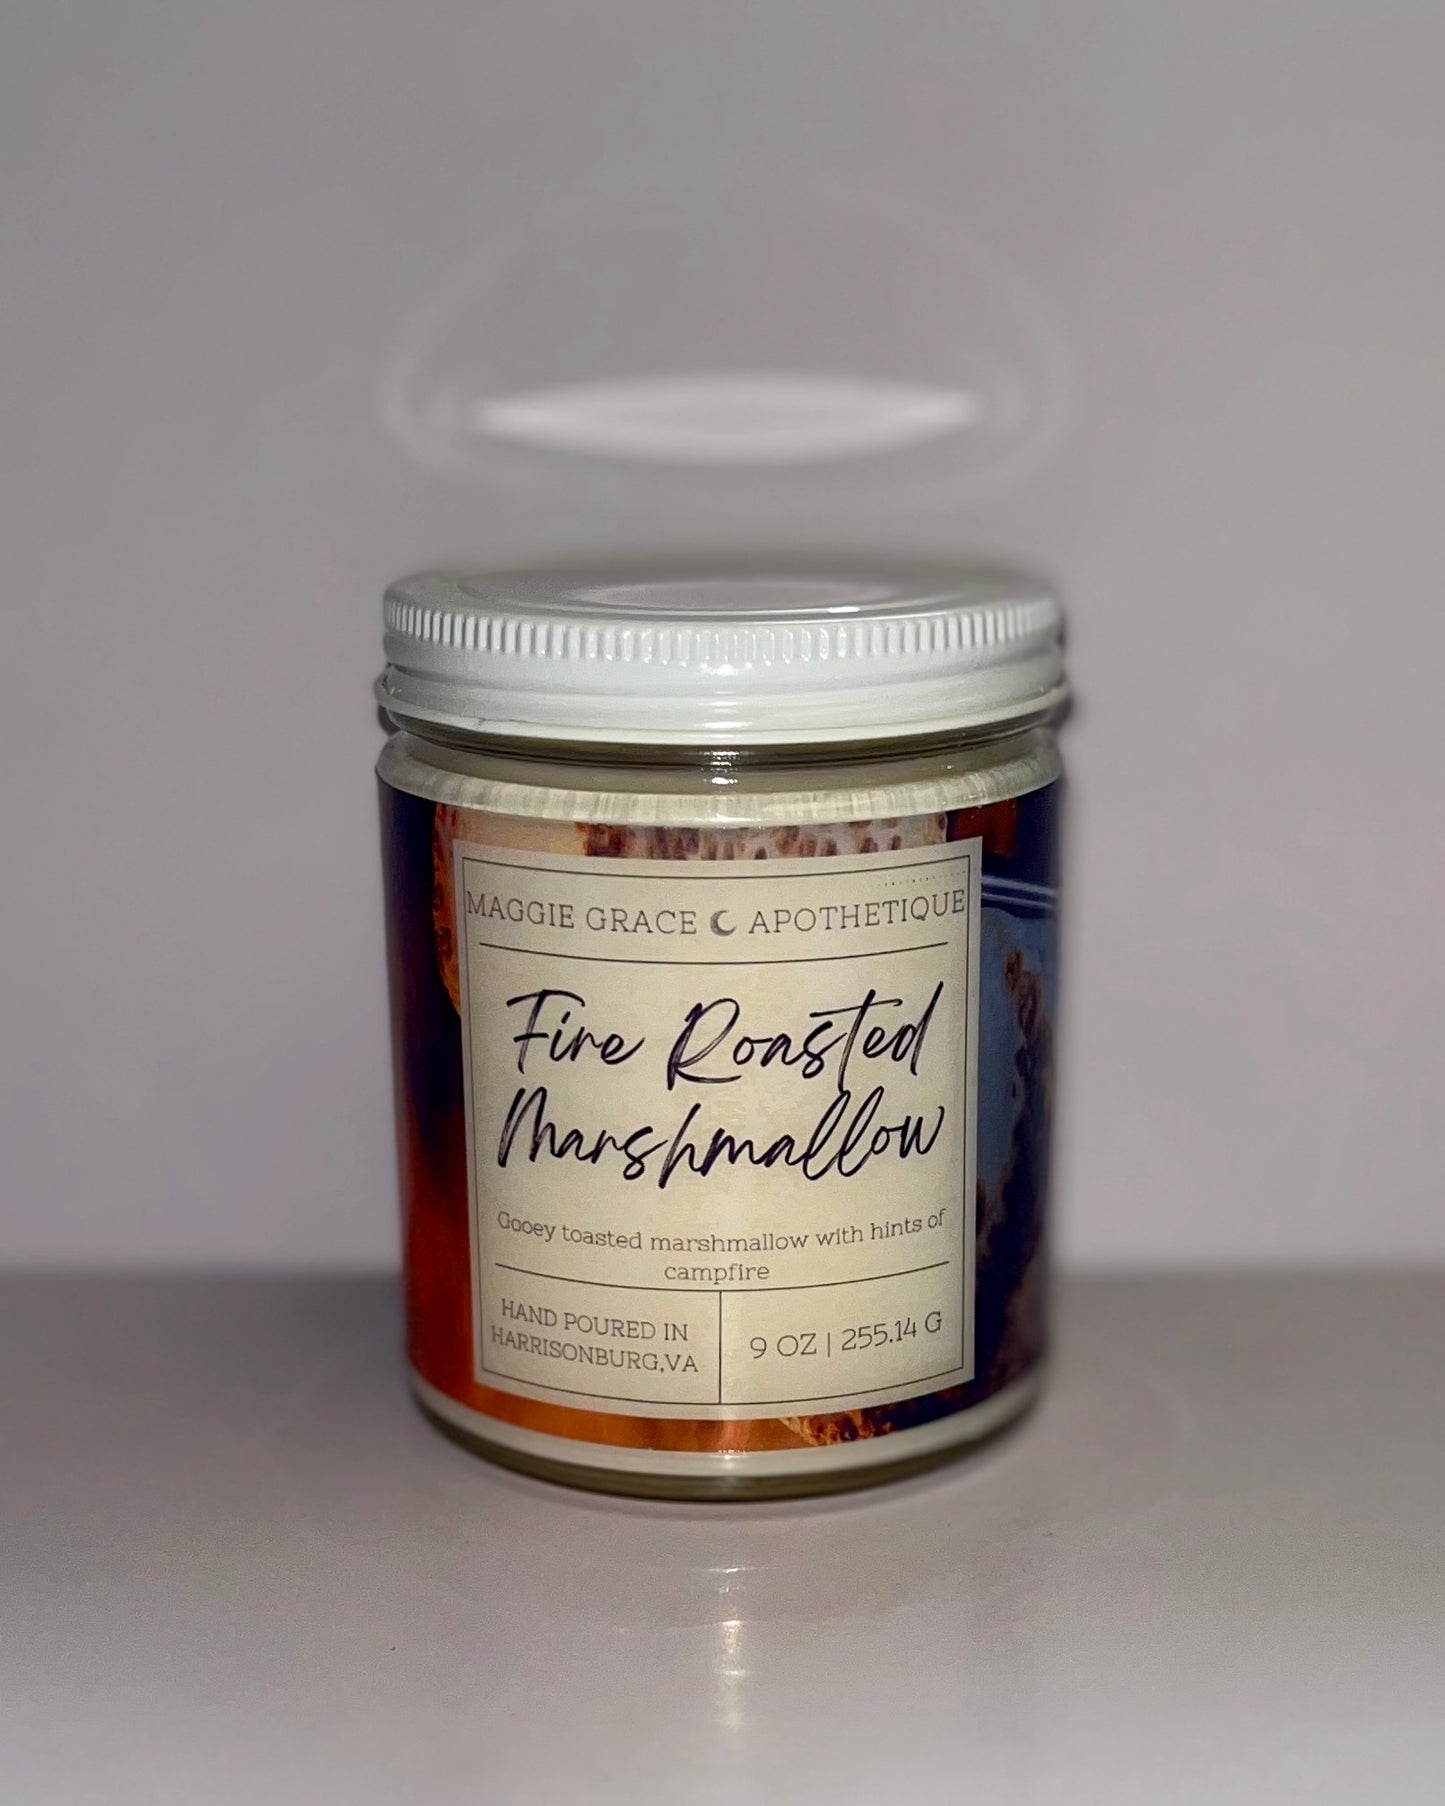 MAGGIE GRACE APOTHETIQUE
Fire Roasted
Marshmallow
Gooey toasted marshmallow with hints of
campfire
HAND POURED IN
HARRISONBURG,VA
9 OZ | 255.14 G